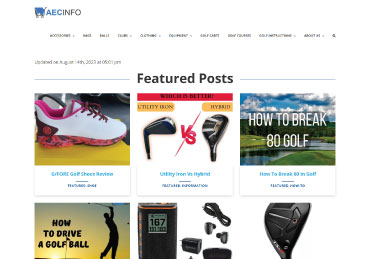 AECINFO
ACCESSORIES BAGS BALLS CLUBS CLOTHING EQUIPMENT GOLF CARTS GOLF COURSES GOLF INSTRUCTIONS ABOUT US
Updated on August 14th, 2023 at 05:01 pm
Featured Posts
WHICH IS BETTER?
UTILITY IRON HYBRID
VS
HOW TO BREAK
80 GOLF
G/FORE Golf Shoes Review
Utility Iron Vs Hybrid
How To Break 80 in Golf
FEATURED, SHOE
FEATURED, INFORMATION
FEATURED, HOW TO
HOW TO
DRIVE A
GOLF BALL
167